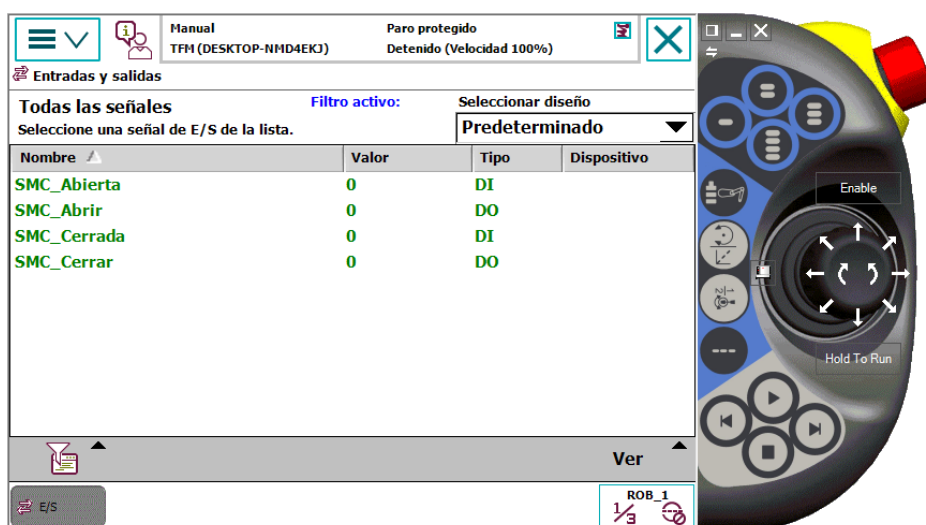 Manual
Paro protegido
TFM (DESKTOP-NMD4EKJ)
Detenido (Velocidad 100%)
Entradas y salidas
Todas las señales
Filtro activo:
Seleccionar diseño
Seleccione una señal de E/S de la lista.
Predeterminado
Nombre Valor Tipo Dispositivo
SMC_Abierta 0 DI
SMC_Abrir 0 DO
SMC_Cerrada 0 DI
SMC_Cerrar 0 DO
Ver
E/S
ROB_1
1/3
Enable
Hold To Run